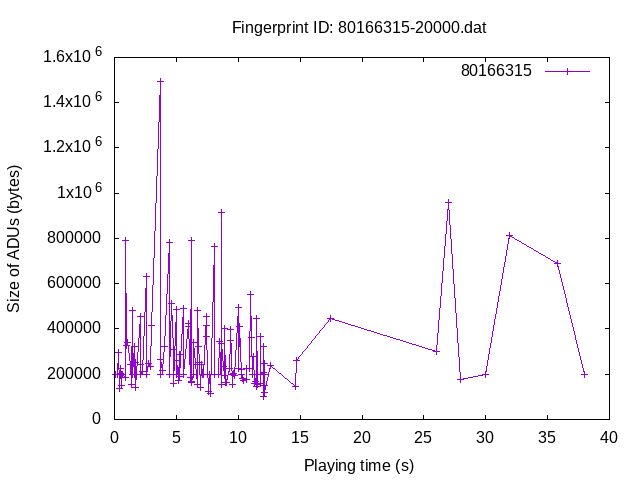 Fingerprint ID: 80166315-20000.dat
80166315
Size of ADUs (bytes)
1.6x10^6
1.4x10^6
1.2x10^6
1x10^6
800000
600000
400000
200000
0
0 5 10 15 20 25 30 35 40
Playing time (s)